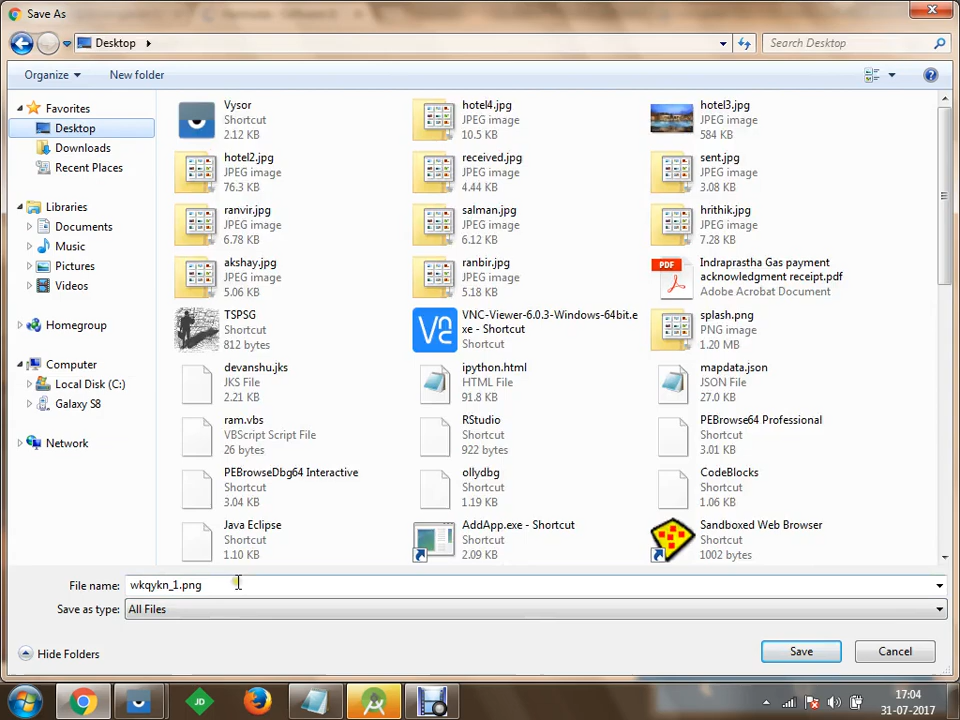 Save As
Desktop
Search Desktop
Organize
New folder
Favorites
Desktop
Downloads
Recent Places
Libraries
Documents
Music
Pictures
Videos
Homegroup
Computer
Local Disk (C:)
Galaxy S8
Network
Vysor
Shortcut
2.12 KB
hotel4.jpg
JPEG image
10.5 KB
hotel3.jpg
JPEG image
584 KB
hotel2.jpg
JPEG image
76.3 KB
received.jpg
JPEG image
4.44 KB
sent.jpg
JPEG image
3.08 KB
ranvir.jpg
JPEG image
6.78 KB
salman.jpg
JPEG image
6.12 KB
hrithik.jpg
JPEG image
7.28 KB
akshay.jpg
JPEG image
5.06 KB
ranbir.jpg
JPEG image
5.18 KB
PDF
Indraprastha Gas payment
acknowledgment receipt.pdf
Adobe Acrobat Document
TSPSG
Shortcut
812 bytes
VNC-Viewer-6.0.3-Windows-64bit.e
xe - Shortcut
Shortcut
splash.png
PNG image
1.20 MB
devanshu.jks
JKS File
2.21 KB
ipython.html
HTML File
91.8 KB
mapdata.json
JSON File
27.0 KB
ram.vbs
VBScript Script File
26 bytes
RStudio
Shortcut
922 bytes
PEBrowse64 Professional
Shortcut
3.01 KB
PEBrowseDbg64 Interactive
Shortcut
3.04 KB
ollydbg
Shortcut
1.19 KB
CodeBlocks
Shortcut
1.06 KB
Java Eclipse
Shortcut
1.10 KB
AddApp.exe - Shortcut
Shortcut
2.09 KB
Sandboxed Web Browser
Shortcut
1002 bytes
File name: wkqykn_1.png
Save as type: All Files
Hide Folders
Save
Cancel
JD
17:04
31-07-2017